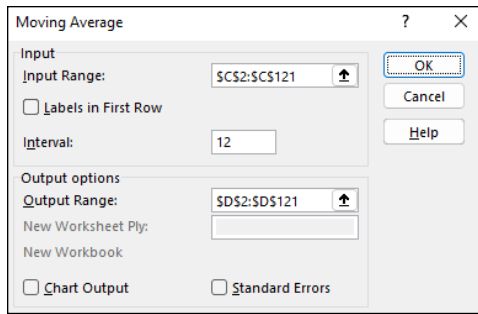 Moving Average ? ×
Input
Input Range: $C$2:$C$121
Labels in First Row
Interval: 12
OK
Cancel
Help
Output options
Output Range: $D$2:$D$121
New Worksheet Ply:
New Workbook
Chart Output Standard Errors